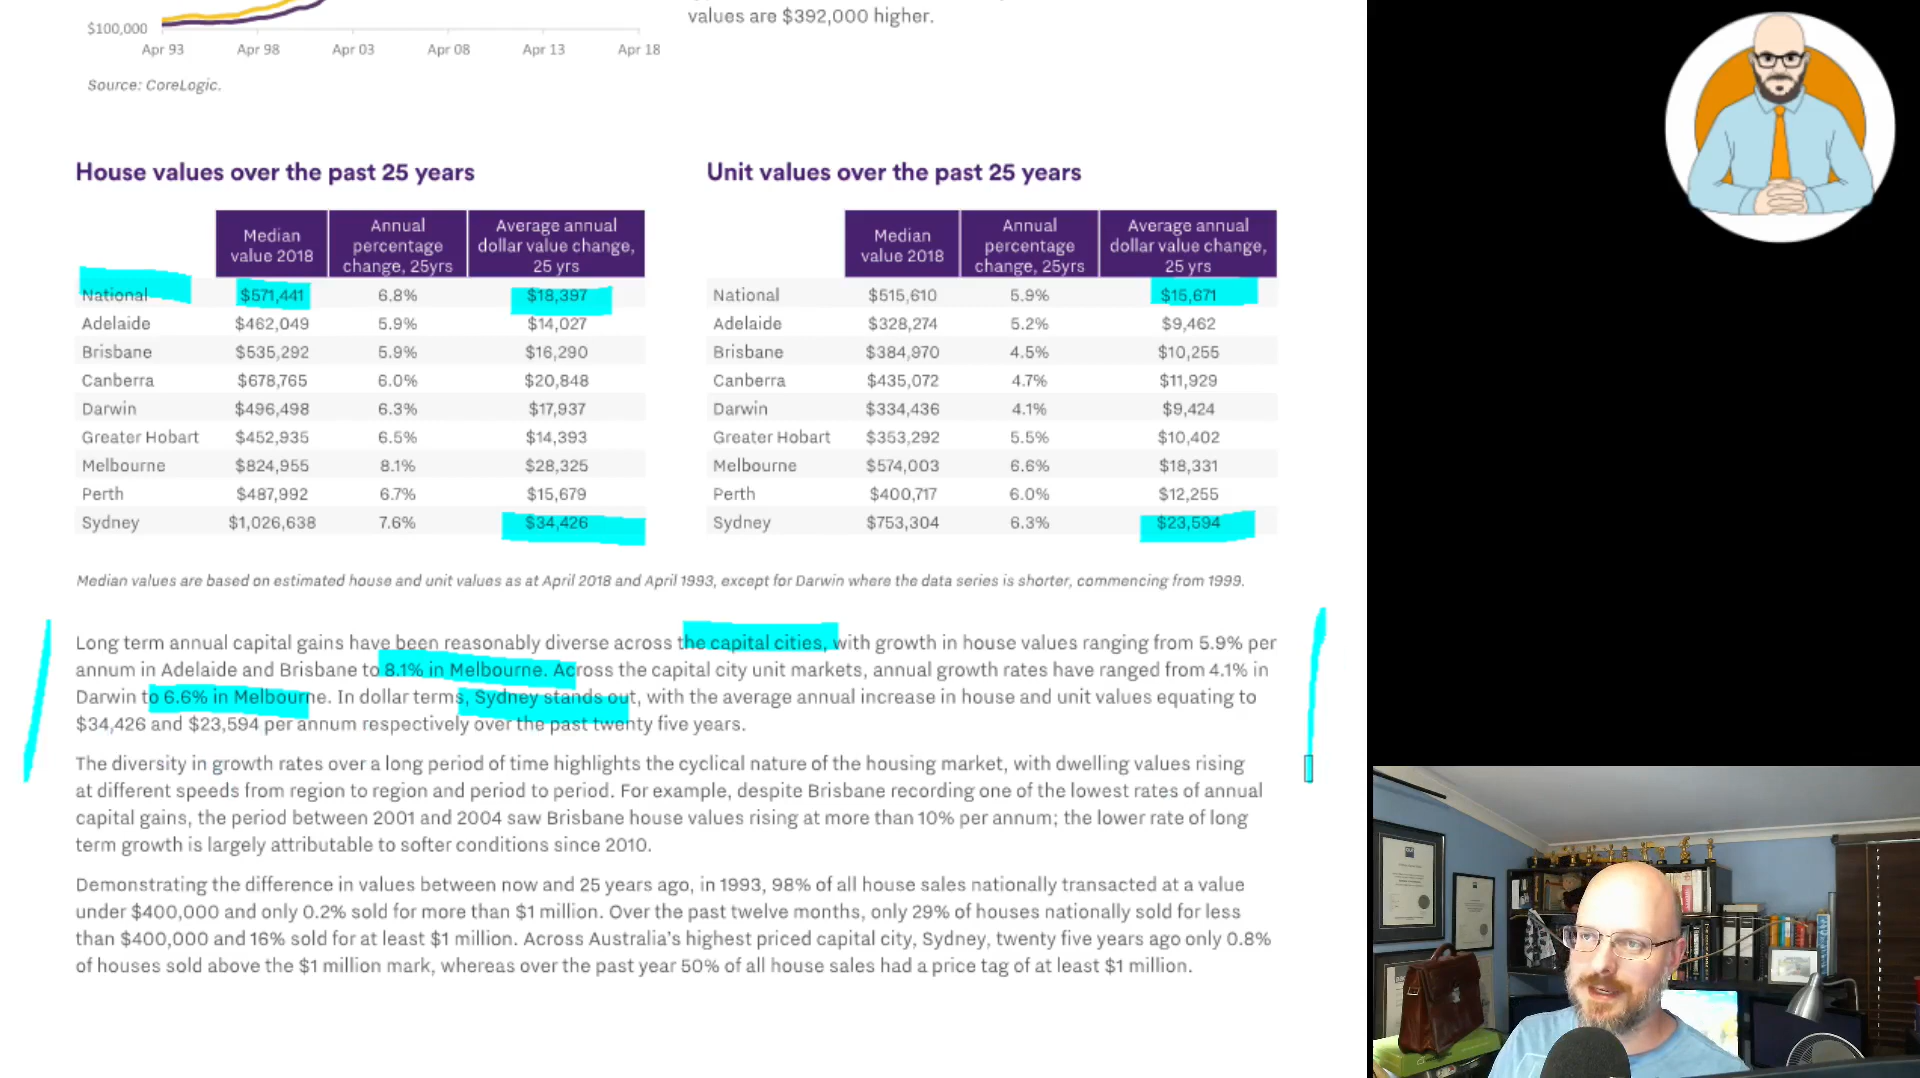 values are $392,000 higher.
$100,000
Apr 93 Apr 98 Apr 03 Apr 08 Apr 13 Apr 18
Source: CoreLogic.
House values over the past 25 years
Median value 2018 Annual percentage change, 25yrs Average annual dollar value change, 25 yrs
National $571,441 6.8% $18,397
Adelaide $462,049 5.9% $14,027
Brisbane $535,292 5.9% $16,290
Canberra $678,765 6.0% $20,848
Darwin $496,498 6.3% $17,937
Greater Hobart $452,935 6.5% $14,393
Melbourne $824,955 8.1% $28,325
Perth $487,992 6.7% $15,679
Sydney $1,026,638 7.6% $34,426
Unit values over the past 25 years
Median value 2018 Annual percentage change, 25yrs Average annual dollar value change, 25 yrs
National $515,610 5.9% $15,671
Adelaide $328,274 5.2% $9,462
Brisbane $384,970 4.5% $10,255
Canberra $435,072 4.7% $11,929
Darwin $334,436 4.1% $9,424
Greater Hobart $353,292 5.5% $10,402
Melbourne $574,003 6.6% $18,331
Perth $400,717 6.0% $12,255
Sydney $753,304 6.3% $23,594
Median values are based on estimated house and unit values as at April 2018 and April 1993, except for Darwin where the data series is shorter, commencing from 1999.
Long term annual capital gains have been reasonably diverse across the capital cities, with growth in house values ranging from 5.9% per
annum in Adelaide and Brisbane to 8.1% in Melbourne. Across the capital city unit markets, annual growth rates have ranged from 4.1% in
Darwin to 6.6% in Melbourne. In dollar terms, Sydney stands out, with the average annual increase in house and unit values equating to
$34,426 and $23,594 per annum respectively over the past twenty five years.
The diversity in growth rates over a long period of time highlights the cyclical nature of the housing market, with dwelling values rising
at different speeds from region to region and period to period. For example, despite Brisbane recording one of the lowest rates of annual
capital gains, the period between 2001 and 2004 saw Brisbane house values rising at more than 10% per annum; the lower rate of long
term growth is largely attributable to softer conditions since 2010.
Demonstrating the difference in values between now and 25 years ago, in 1993, 98% of all house sales nationally transacted at a value
under $400,000 and only 0.2% sold for more than $1 million. Over the past twelve months, only 29% of houses nationally sold for less
than $400,000 and 16% sold for at least $1 million. Across Australia's highest priced capital city, Sydney, twenty five years ago only 0.8%
of houses sold above the $1 million mark, whereas over the past year 50% of all house sales had a price tag of at least $1 million.